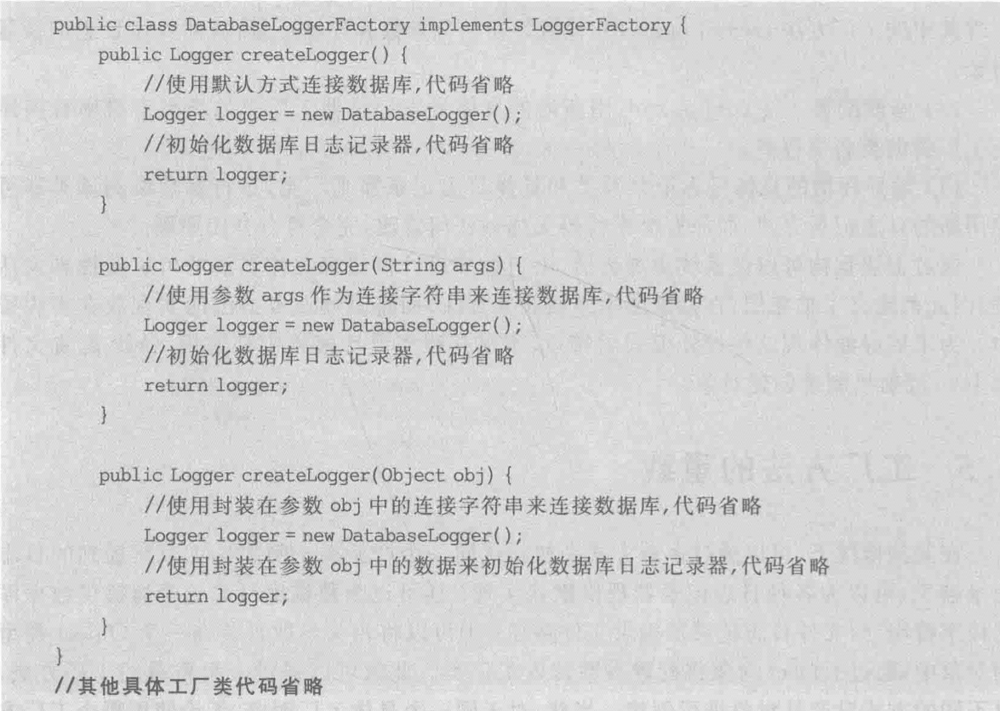 public class DatabaseLoggerFactory implements LoggerFactory {
public Logger createLogger() {
//使用默认方式连接数据库,代码省略
Logger logger = new DatabaseLogger();
//初始化数据库日志记录器,代码省略
return logger;
}
public Logger createLogger(String args) {
//使用参数 args 作为连接字符串来连接数据库,代码省略
Logger logger = new DatabaseLogger();
//初始化数据库日志记录器,代码省略
return logger;
}
public Logger createLogger(Object obj) {
//使用封装在参数 obj 中的连接字符串来连接数据库,代码省略
Logger logger = new DatabaseLogger();
//使用封装在参数 obj 中的数据来初始化数据库日志记录器,代码省略
return logger;
}
}
//其他具体工厂类代码省略